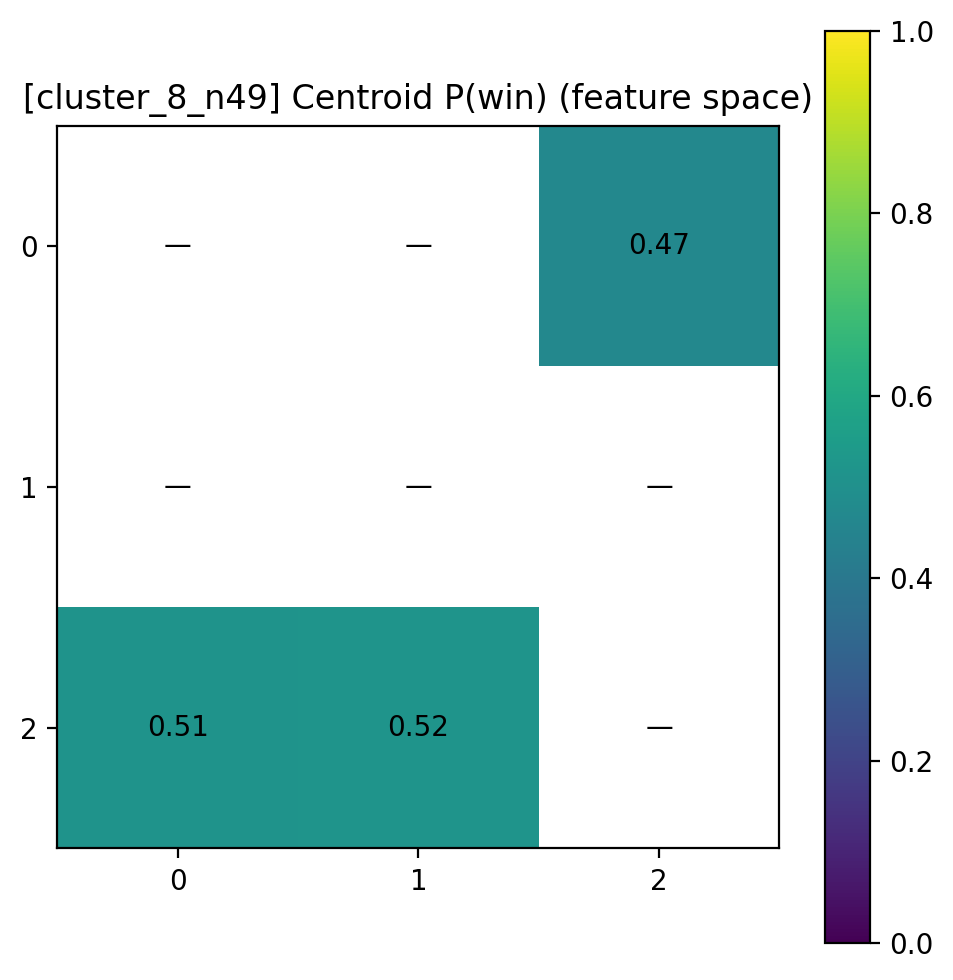 [cluster_8_n49] Centroid P(win) (feature space)
1.0
0.8
0.6
0.4
0.2
0.0
0 — — 0.47
1 — — —
2 0.51 0.52 —
0 1 2